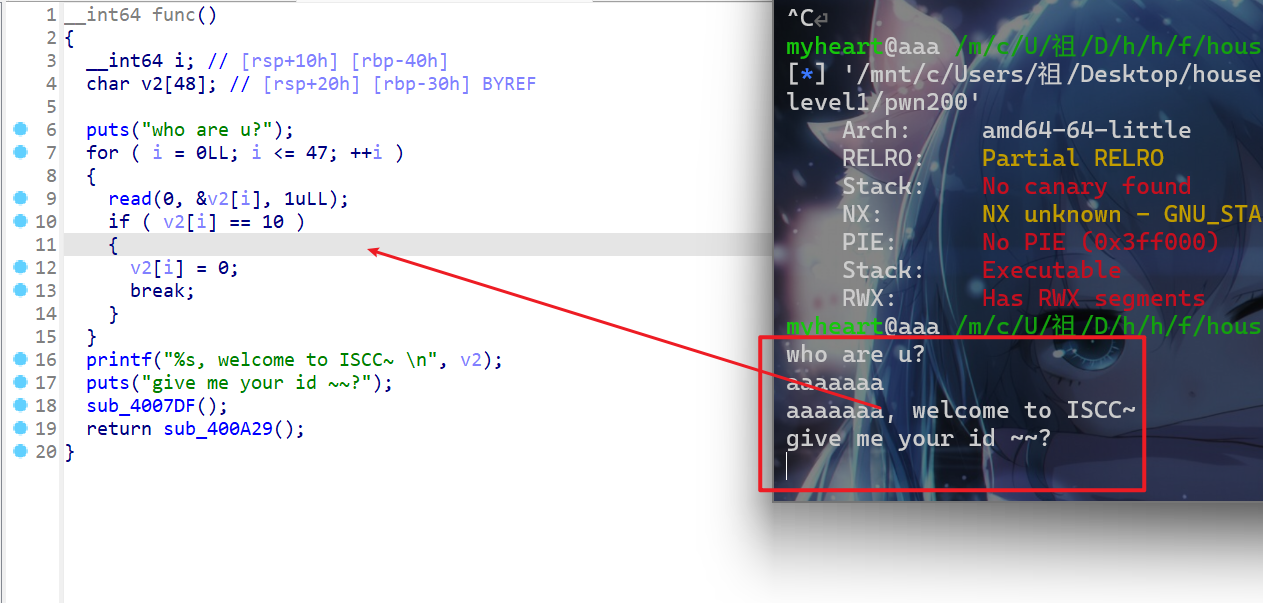 1 __int64 func()
2 {
3   __int64 i; // [rsp+10h] [rbp-40h]
4   char v2[48]; // [rsp+20h] [rbp-30h] BYREF
5
6   puts("who are u?");
7   for ( i = 0LL; i <= 47; ++i )
8   {
9     read(0, &v2[i], 1uLL);
10     if ( v2[i] == 10 )
11     {
12       v2[i] = 0;
13       break;
14     }
15   }
16   printf("%s, welcome to ISCC~ \n", v2);
17   puts("give me your id ~~?");
18   sub_4007DF();
19   return sub_400A29();
20 }
^C⏎
myheart@aaa /m/c/U/祖/D/h/h/f/hous
[*] '/mnt/c/Users/祖/Desktop/house
level1/pwn200'
Arch: amd64-64-little
RELRO: Partial RELRO
Stack: No canary found
NX: NX unknown - GNU_STA
PIE: No PIE (0x3ff000)
Stack: Executable
RWX: Has RWX segments
myheart@aaa /m/c/U/祖/D/h/h/f/hous
who are u?
aaaaaaa
aaaaaaa, welcome to ISCC~
give me your id ~~?